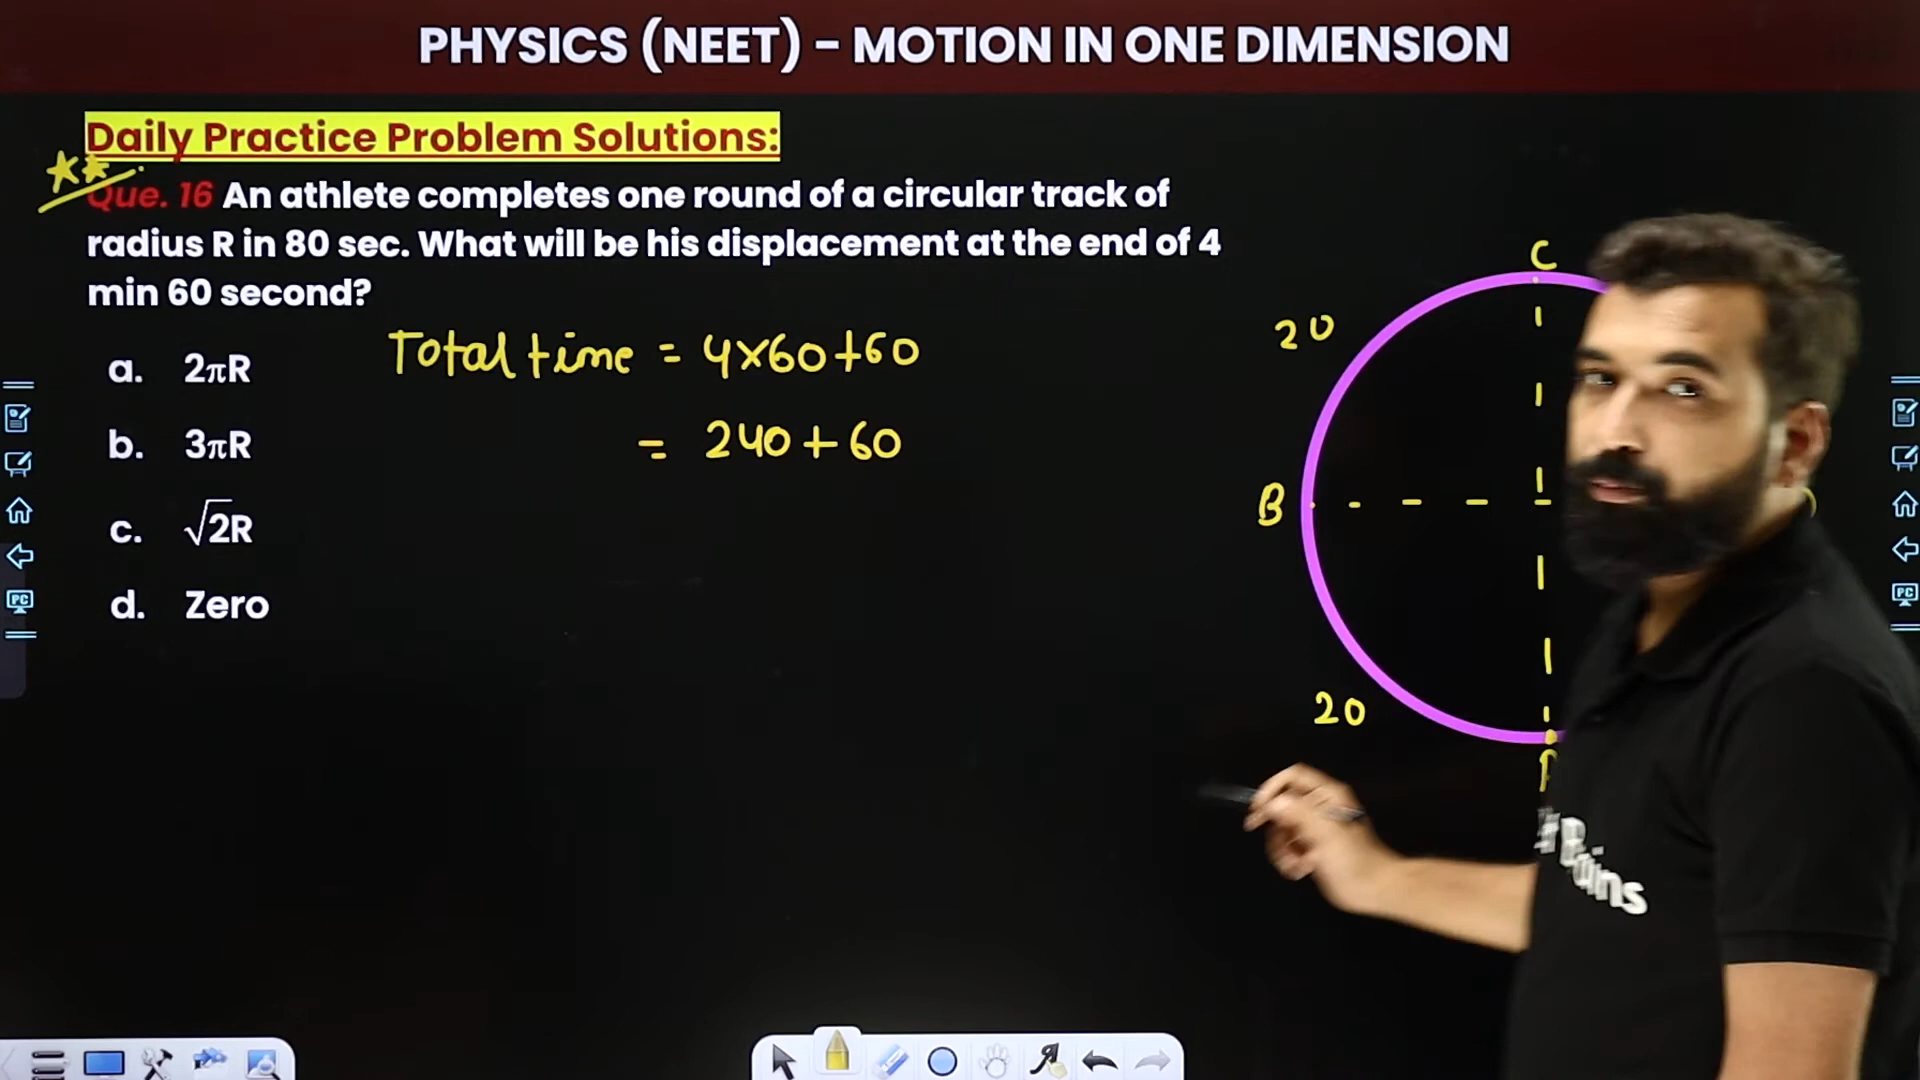 PHYSICS (NEET) - MOTION IN ONE DIMENSION
Daily Practice Problem Solutions:
Que. 16 An athlete completes one round of a circular track of
radius R in 80 sec. What will be his displacement at the end of 4
min 60 second?
a. 2πR
b. 3πR
c. √2R
d. Zero
Total time = 4×60+60
= 240+60
C
20
B
20
PC
PC